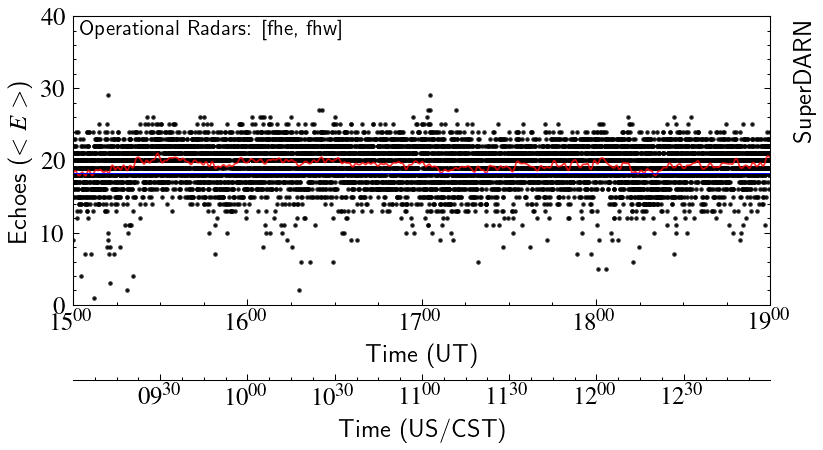 Operational Radars: [fhe, fhw]
SuperDARN
Echoes (< E >)
40
30
20
10
0
15⁰⁰ 16⁰⁰ 17⁰⁰ 18⁰⁰ 19⁰⁰
Time (UT)
09³⁰ 10⁰⁰ 10³⁰ 11⁰⁰ 11³⁰ 12⁰⁰ 12³⁰
Time (US/CST)